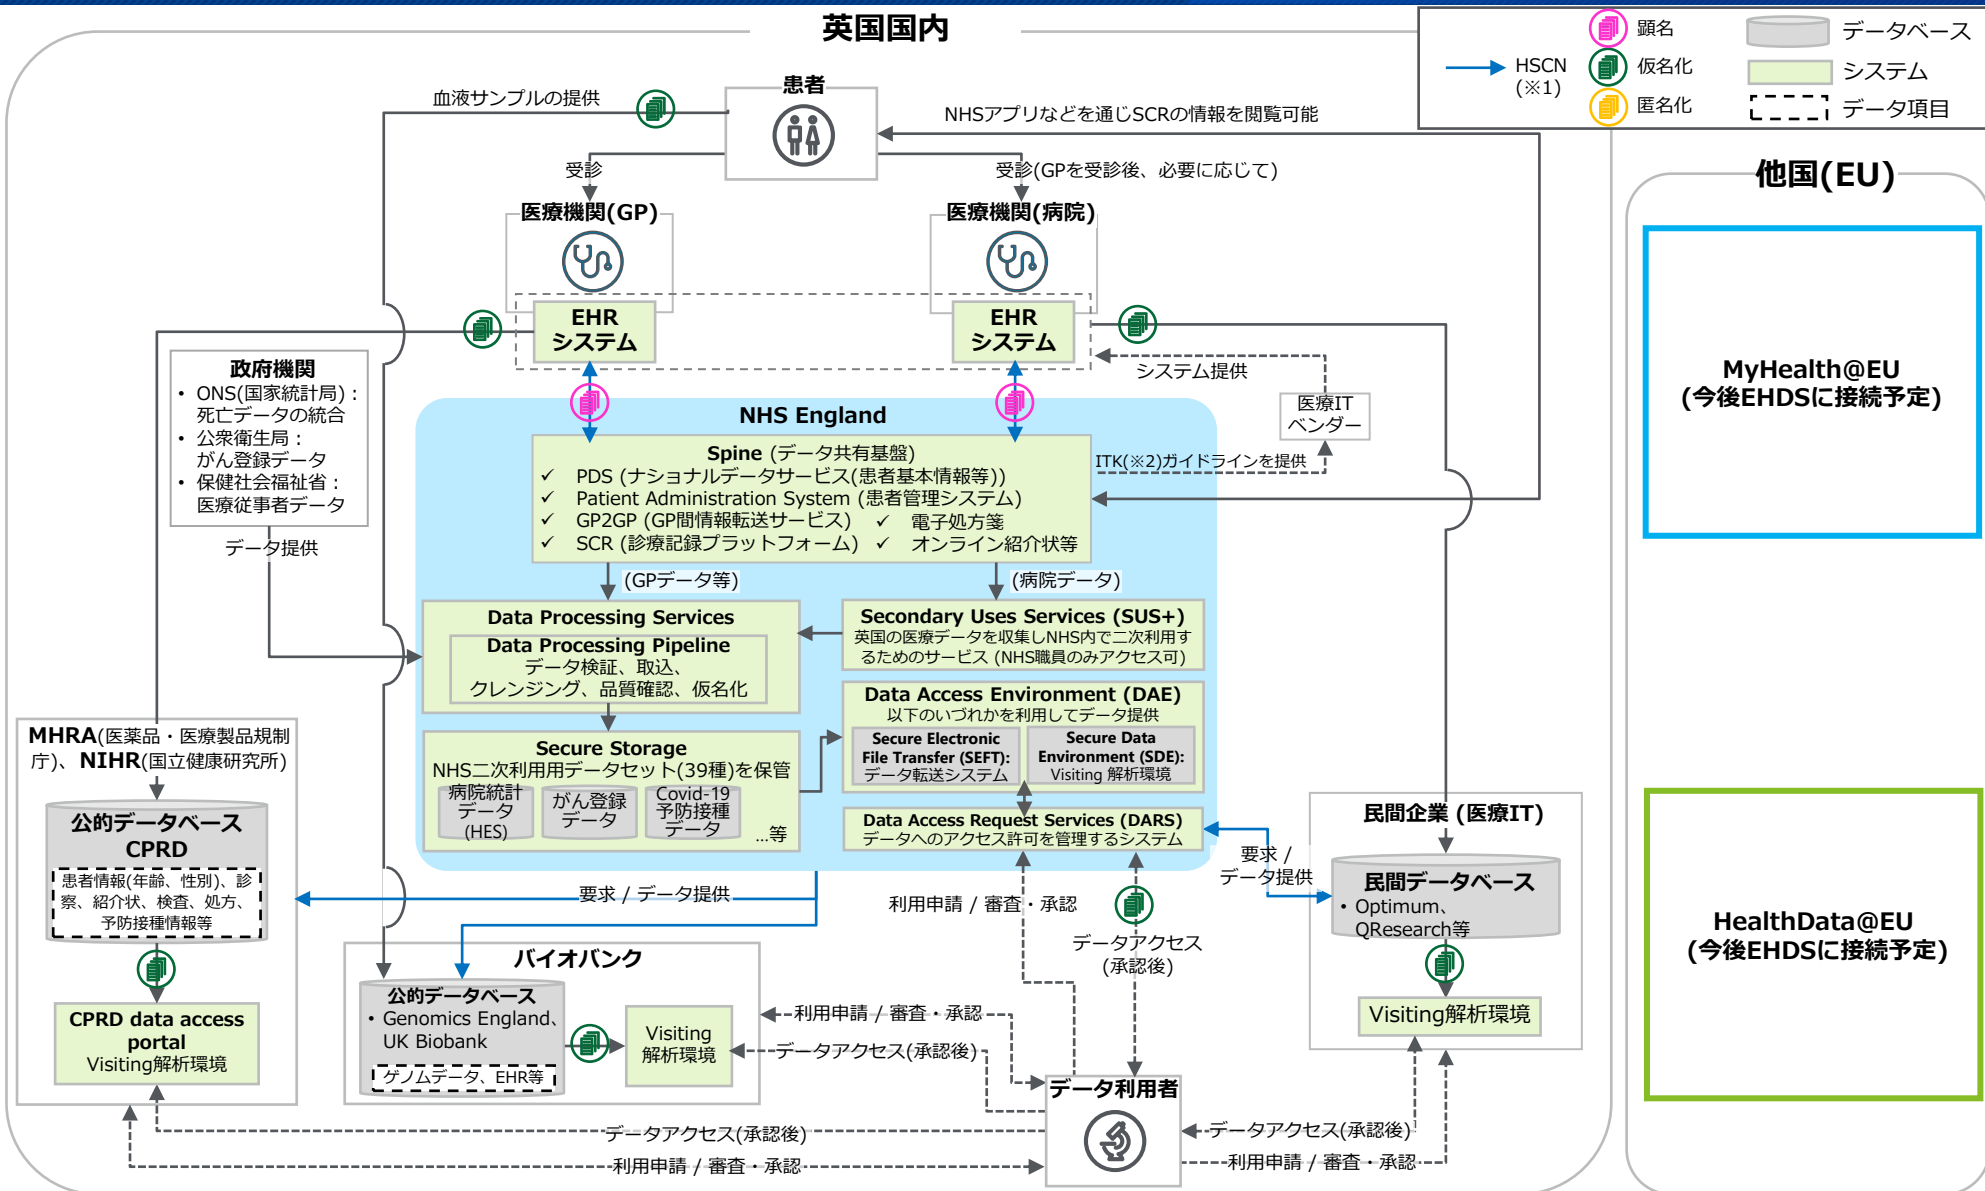 英国国内
HSCN
(※1)
顕名
仮名化
匿名化
データベース
システム
データ項目
患者
血液サンプルの提供
NHSアプリなどを通じSCRの情報を閲覧可能
受診
受診(GPを受診後、必要に応じて)
医療機関(GP)
医療機関(病院)
EHR
システム
EHR
システム
システム提供
医療IT
ベンダー
ITK(※2)ガイドラインを提供
政府機関
• ONS(国家統計局)：
死亡データの統合
• 公衆衛生局：
がん登録データ
• 保健社会福祉省：
医療従事者データ
データ提供
NHS England
Spine (データ共有基盤)
✓ PDS (ナショナルデータサービス(患者基本情報等))
✓ Patient Administration System (患者管理システム)
✓ GP2GP (GP間情報転送サービス) ✓ 電子処方箋
✓ SCR (診療記録プラットフォーム) ✓ オンライン紹介状等
(GPデータ等)
(病院データ)
Data Processing Services
Data Processing Pipeline
データ検証、取込、
クレンジング、品質確認、仮名化
Secondary Uses Services (SUS+)
英国の医療データを収集しNHS内で二次利用す
るためのサービス (NHS職員のみアクセス可)
Data Access Environment (DAE)
以下のいづれかを利用してデータ提供
Secure Electronic
File Transfer (SEFT):
データ転送システム
Secure Data
Environment (SDE):
Visiting 解析環境
Secure Storage
NHS二次利用用データセット(39種)を保管
病院統計
データ
(HES)
がん登録
データ
Covid-19
予防接種
データ
...等
Data Access Request Services (DARS)
データへのアクセス許可を管理するシステム
MHRA(医薬品・医療製品規制
庁)、NIHR(国立健康研究所)
公的データベース
CPRD
患者情報(年齢、性別)、診
察、紹介状、検査、処方、
予防接種情報等
CPRD data access
portal
Visiting解析環境
要求 / データ提供
バイオバンク
公的データベース
• Genomics England、
UK Biobank
ゲノムデータ、EHR等
Visiting
解析環境
利用申請 / 審査・承認
データアクセス
(承認後)
利用申請 / 審査・承認
データアクセス(承認後)
データ利用者
データアクセス(承認後)
利用申請 / 審査・承認
要求 /
データ提供
民間企業 (医療IT)
民間データベース
• Optimum、
QResearch等
Visiting解析環境
データアクセス(承認後)
利用申請 / 審査・承認
他国(EU)
MyHealth@EU
(今後EHDSに接続予定)
HealthData@EU
(今後EHDSに接続予定)